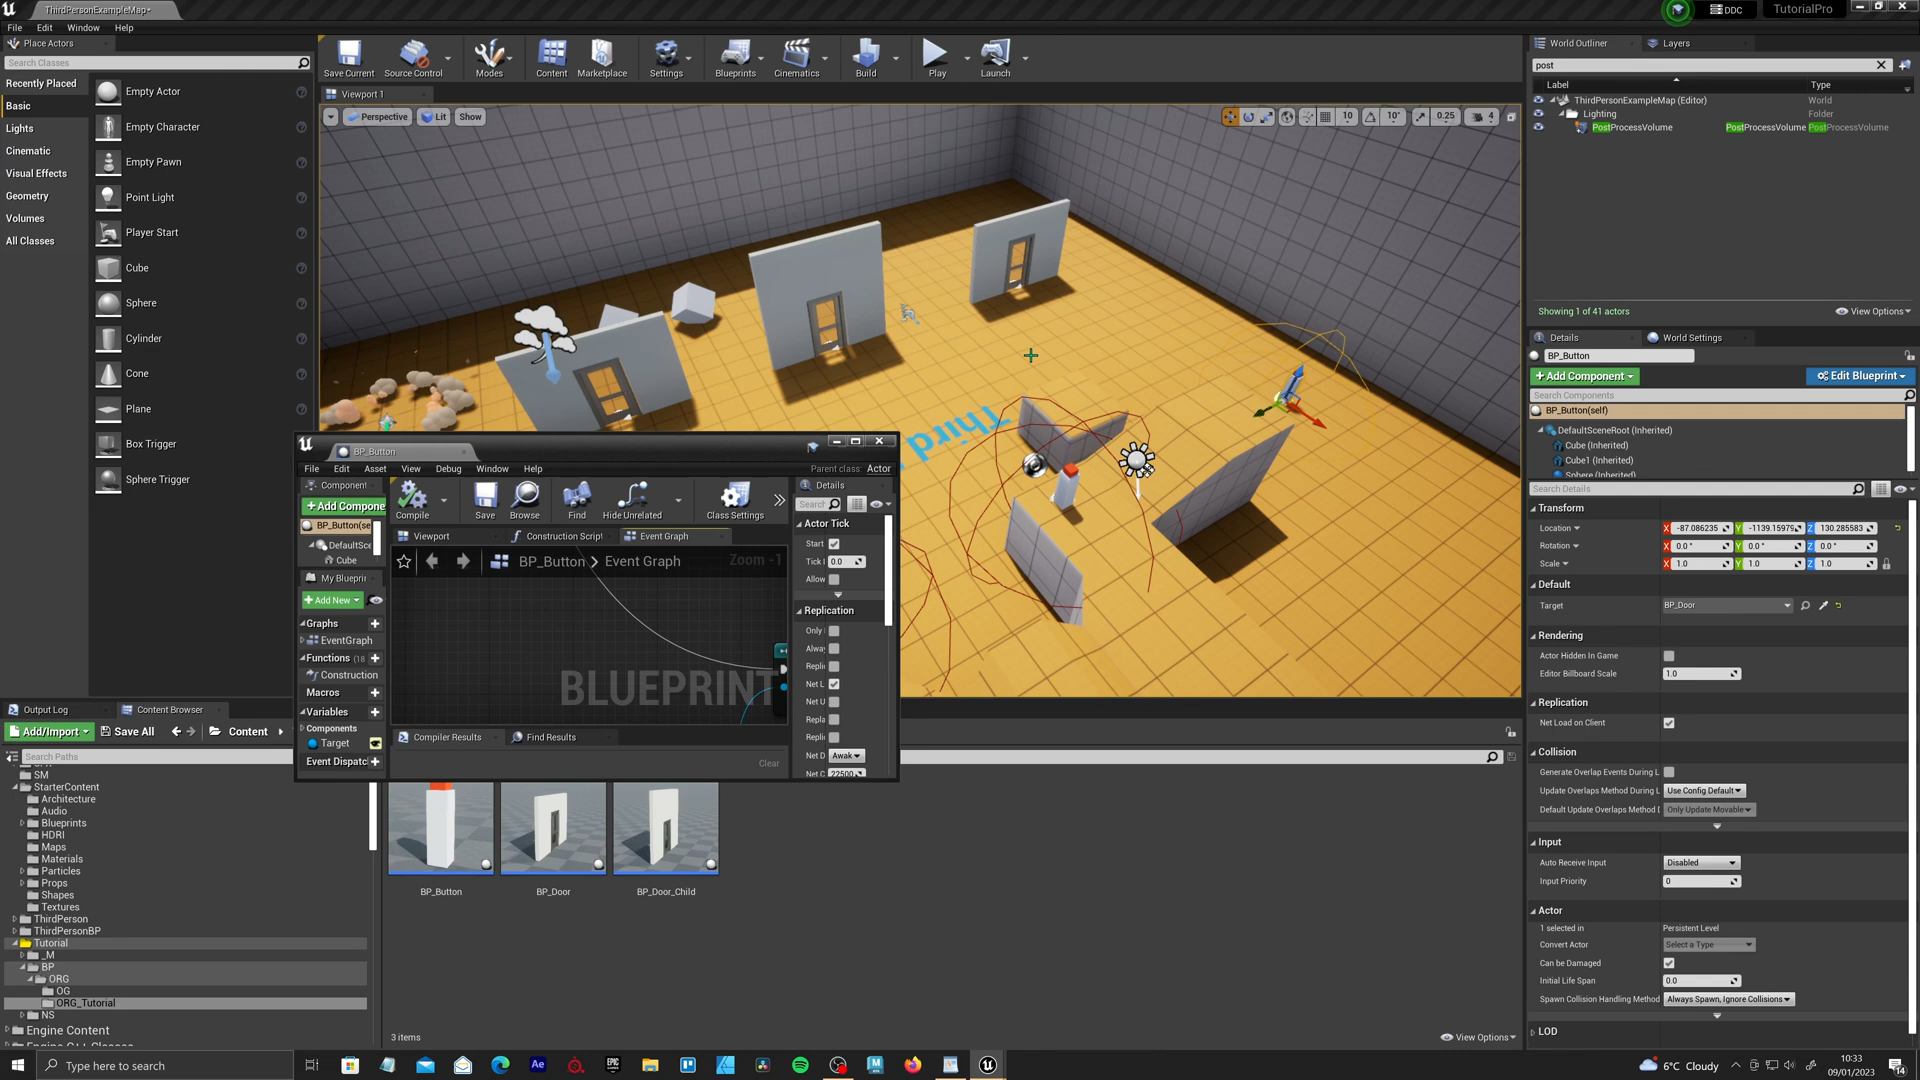 ThirdPersonExampleMap*
DDC
TutorialPro
File Edit Window Help
Place Actors
Search Classes
Recently Placed
Basic
Lights
Cinematic
Visual Effects
Geometry
Volumes
All Classes
Empty Actor
Empty Character
Empty Pawn
Point Light
Player Start
Cube
Sphere
Cylinder
Cone
Plane
Box Trigger
Sphere Trigger
Save Current
Source Control
Modes
Content
Marketplace
Settings
Blueprints
Cinematics
Build
Play
Launch
Viewport 1
Perspective
Lit
Show
10
10°
0.25
4
Third
World Outliner
Layers
post
Label
Type
ThirdPersonExampleMap (Editor)
World
Lighting
Folder
PostProcessVolume
PostProcessVolume
PostProcessVolume
Showing 1 of 41 actors
View Options
Details
World Settings
BP_Button
+ Add Component
Edit Blueprint
Search Components
BP_Button(self)
DefaultSceneRoot (Inherited)
Cube (Inherited)
Cube1 (Inherited)
Sphere (Inherited)
Search Details
Transform
Location
X -87.086235
Y -1139.15979
Z 130.285583
Rotation
X 0.0°
Y 0.0°
Z 0.0°
Scale
X 1.0
Y 1.0
Z 1.0
Default
Target
BP_Door
Rendering
Actor Hidden In Game
Editor Billboard Scale
1.0
Replication
Net Load on Client
Collision
Generate Overlap Events During L
Update Overlaps Method During L
Use Config Default
Default Update Overlaps Method D
Only Update Movable
Input
Auto Receive Input
Disabled
Input Priority
0
Actor
1 selected in
Persistent Level
Convert Actor
Select a Type
Can be Damaged
Initial Life Span
0.0
Spawn Collision Handling Method
Always Spawn, Ignore Collisions
LOD
BP_Button
File Edit Asset View Debug Window Help
Parent class: Actor
Component
+ Add Compone
BP_Button(se
DefaultSce
Cube
My Blueprin
+ Add New
Graphs
EventGraph
Functions (18
Construction
Macros
Variables
Components
Target
Event Dispatc
Compile
Save
Browse
Find
Hide Unrelated
Class Settings
Viewport
Construction Script
Event Graph
BP_Button > Event Graph
Zoom -1
BLUEPRINT
Compiler Results
Find Results
Clear
Details
Search
Actor Tick
Start
Tick I
0.0
Allow
Replication
Only
Alway
Replic
Net L
Net U
Repla
Replic
Net D
Awak
Net C
22500.
Output Log
Content Browser
Add/Import
Save All
Content
Search Paths
SM
StarterContent
Architecture
Audio
Blueprints
HDRI
Maps
Materials
Particles
Props
Shapes
Textures
ThirdPerson
ThirdPersonBP
Tutorial
_M
BP
ORG
OG
ORG_Tutorial
NS
Engine Content
Engine C++ Classes
BP_Button
BP_Door
BP_Door_Child
3 items
View Options
Type here to search
Ae
EPIC GAMES
M
6°C Cloudy
10:33
09/01/2023
14